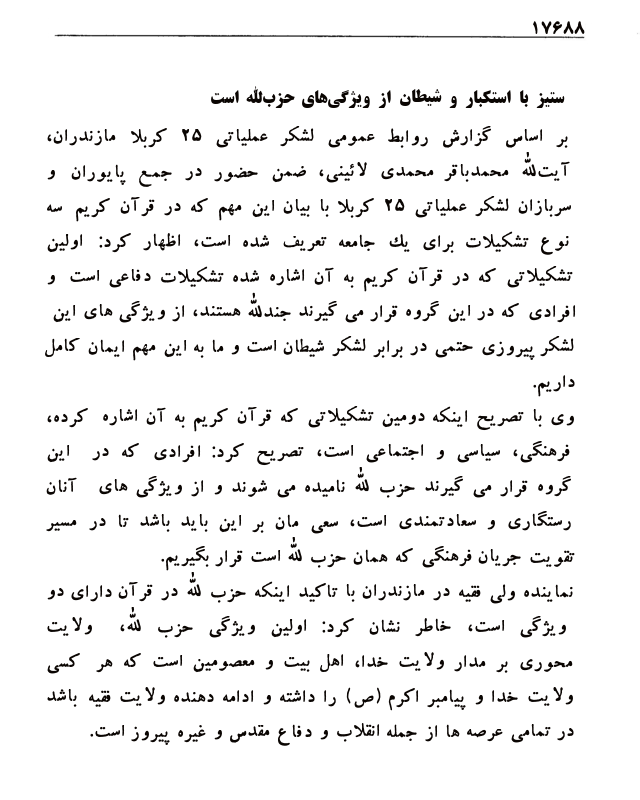 ۱۷۶۸۸
ستیز با استکبار و شیطان از ویژگی‌های حزب‌الله است
بر اساس گزارش روابط عمومی لشکر عملیاتی ۲۵ کربلا مازندران،
آیت‌الله محمدباقر محمدی لائینی، ضمن حضور در جمع پایوران و
سربازان لشکر عملیاتی ۲۵ کربلا با بیان این مهم که در قرآن کریم سه
نوع تشکیلات برای یك جامعه تعریف شده است، اظهار کرد: اولین
تشکیلاتی که در قرآن کریم به آن اشاره شده تشکیلات دفاعی است و
افرادی که در این گروه قرار می گیرند جندالله هستند، از ویژگی های این
لشکر پیروزی حتمی در برابر لشکر شیطان است و ما به این مهم ایمان کامل
داریم.
وی با تصریح اینکه دومین تشکیلاتی که قرآن کریم به آن اشاره کرده،
فرهنگی، سیاسی و اجتماعی است، تصریح کرد: افرادی که در این
گروه قرار می گیرند حزب الله نامیده می شوند و از ویژگی های آنان
رستگاری و سعادتمندی است، سعی مان بر این باید باشد تا در مسیر
تقویت جریان فرهنگی که همان حزب الله است قرار بگیریم.
نماینده ولی فقیه در مازندران با تاکید اینکه حزب الله در قرآن دارای دو
ویژگی است، خاطر نشان کرد: اولین ویژگی حزب الله، ولایت
محوری بر مدار ولایت خدا، اهل بیت و معصومین است که هر کسی
ولایت خدا و پیامبر اکرم (ص) را داشته و ادامه دهنده ولایت فقیه باشد
در تمامی عرصه ها از جمله انقلاب و دفاع مقدس و غیره پیروز است.